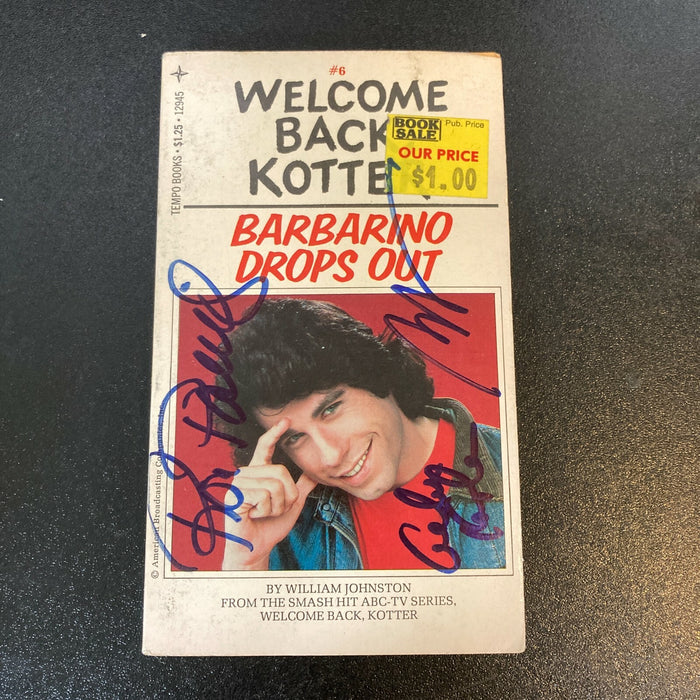 #6
WELCOME
BACK
KOTTE
BOOK SALE Pub. Price
OUR PRICE
$1.00
TEMPO BOOKS • $1.25 • 12945
BARBARINO
DROPS OUT
© American Broadcasting Companies, Inc.
BY WILLIAM JOHNSTON
FROM THE SMASH HIT ABC-TV SERIES,
WELCOME BACK, KOTTER